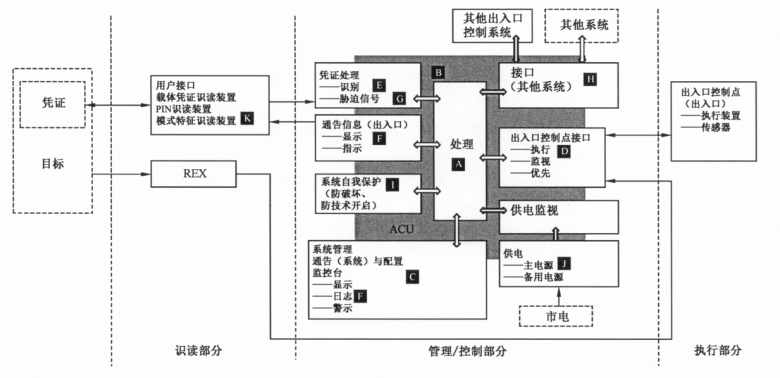 其他出入口
控制系统
其他系统
凭证
目标
用户接口
载体凭证识读装置
PIN识读装置
模式特征识读装置 K
REX
凭证处理
——识别 E
——胁迫信号 G
通告信息（出入口）
——显示 F
——指示
系统自我保护 I
（防破坏、
防技术开启）
ACU
系统管理
通告（系统）与配置
监控台 C
——显示
——日志 F
——警示
B
处理
A
接口
（其他系统） H
出入口控制点接口
——执行 D
——监视
——优先
供电监视
供电
——主电源 J
——备用电源
市电
出入口控制点
（出入口）
——执行装置
——传感器
识读部分
管理/控制部分
执行部分